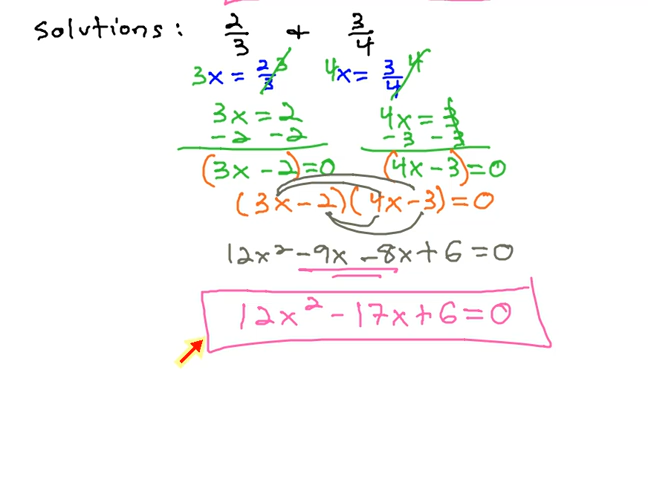 Solutions: 2/3 + 3/4
3x = 2/3 3 4x = 3/4 4
3x = 2 4x = 3
-2 -2 -3 -3
(3x - 2) = 0 (4x - 3) = 0
(3x - 2)(4x - 3) = 0
12x² - 9x - 8x + 6 = 0
12x² - 17x + 6 = 0